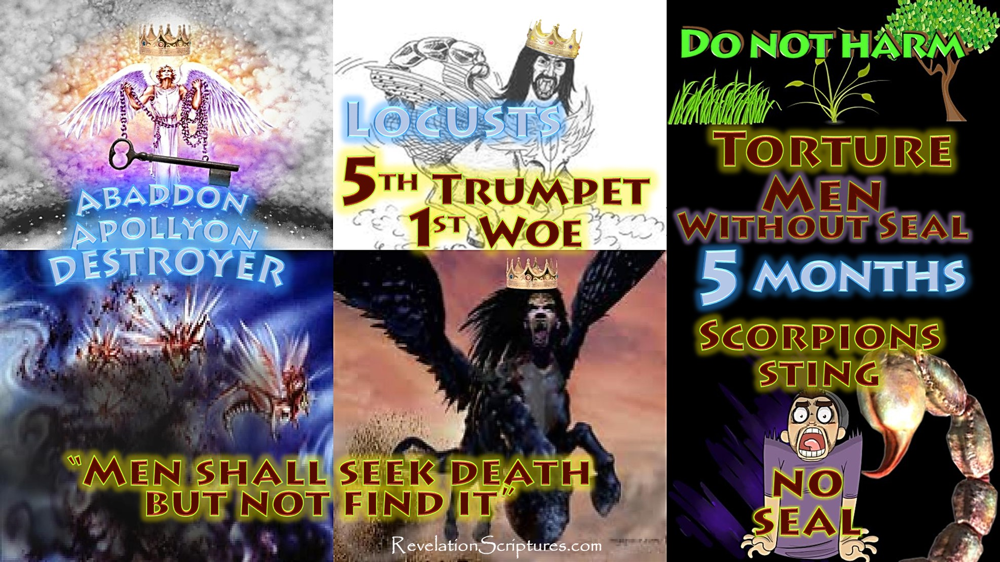 ABADDON
APOLLYON
DESTROYER
LOCUSTS
5TH TRUMPET
1ST WOE
DO NOT HARM
TORTURE
MEN
WITHOUT SEAL
5 MONTHS
SCORPIONS
STING
NO
SEAL
"MEN SHALL SEEK DEATH
BUT NOT FIND IT"
RevelationScriptures.com